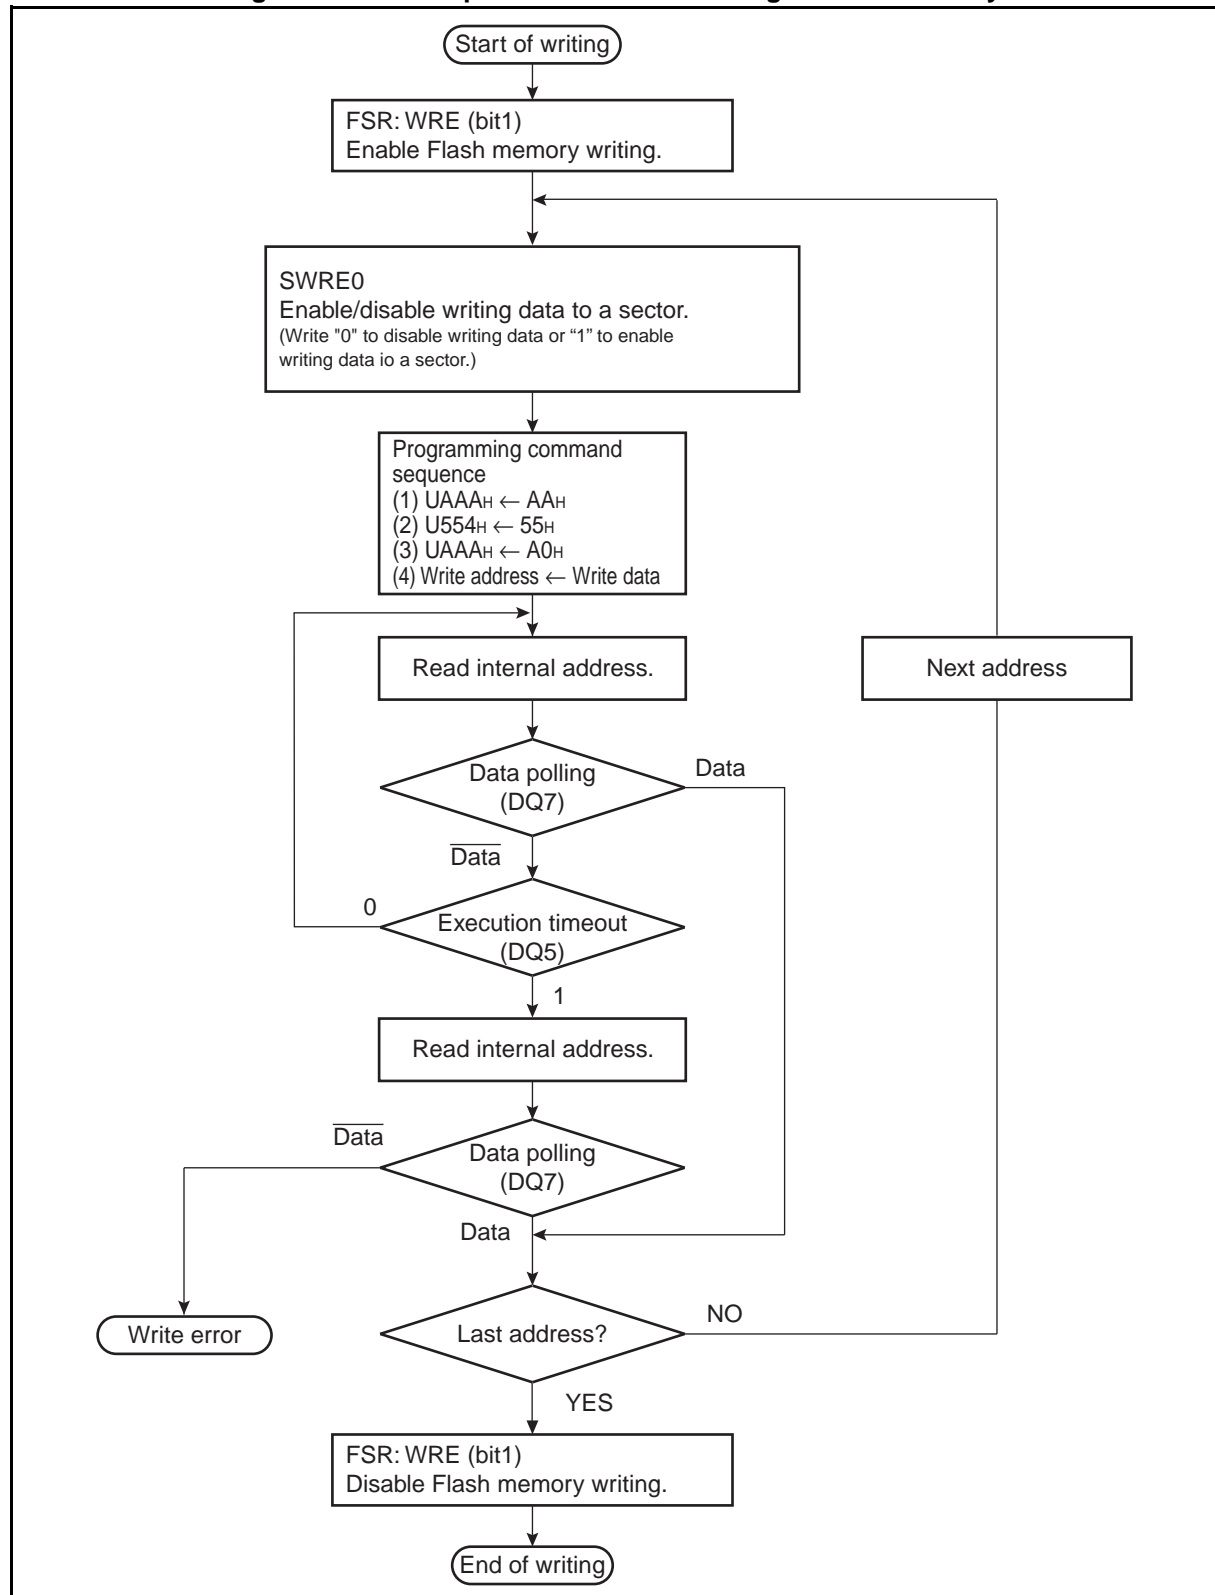 Start of writing
FSR: WRE (bit1)
Enable Flash memory writing.
SWRE0
Enable/disable writing data to a sector.
(Write "0" to disable writing data or “1” to enable
writing data io a sector.)
Programming command
sequence
(1) UAAAH ← AAH
(2) U554H ← 55H
(3) UAAAH ← A0H
(4) Write address ← Write data
Read internal address.
Next address
Data polling
(DQ7)
Data
Data
0
Execution timeout
(DQ5)
1
Read internal address.
Data
Data polling
(DQ7)
Data
Last address?
NO
Write error
YES
FSR: WRE (bit1)
Disable Flash memory writing.
End of writing